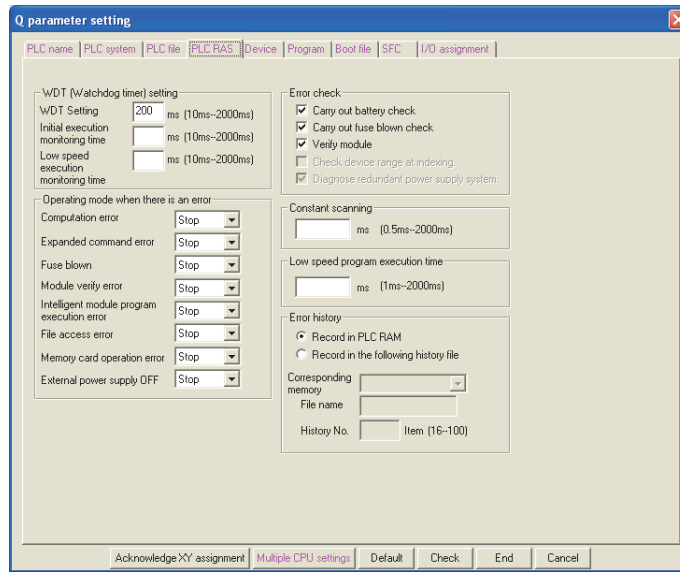 Q parameter setting
PLC name PLC system PLC file PLC RAS Device Program Boot file SFC I/O assignment
WDT (Watchdog timer) setting
WDT Setting 200 ms (10ms--2000ms)
Initial execution
monitoring time ms (10ms--2000ms)
Low speed
execution
monitoring time ms (10ms--2000ms)
Operating mode when there is an error
Computation error Stop
Expanded command error Stop
Fuse blown Stop
Module verify error Stop
Intelligent module program
execution error Stop
File access error Stop
Memory card operation error Stop
External power supply OFF Stop
Error check
Carry out battery check
Carry out fuse blown check
Verify module
Check device range at indexing.
Diagnose redundant power supply system.
Constant scanning
ms (0.5ms--2000ms)
Low speed program execution time
ms (1ms--2000ms)
Error history
Record in PLC RAM
Record in the following history file
Corresponding
memory
File name
History No. Item (16--100)
Acknowledge XY assignment Multiple CPU settings Default Check End Cancel